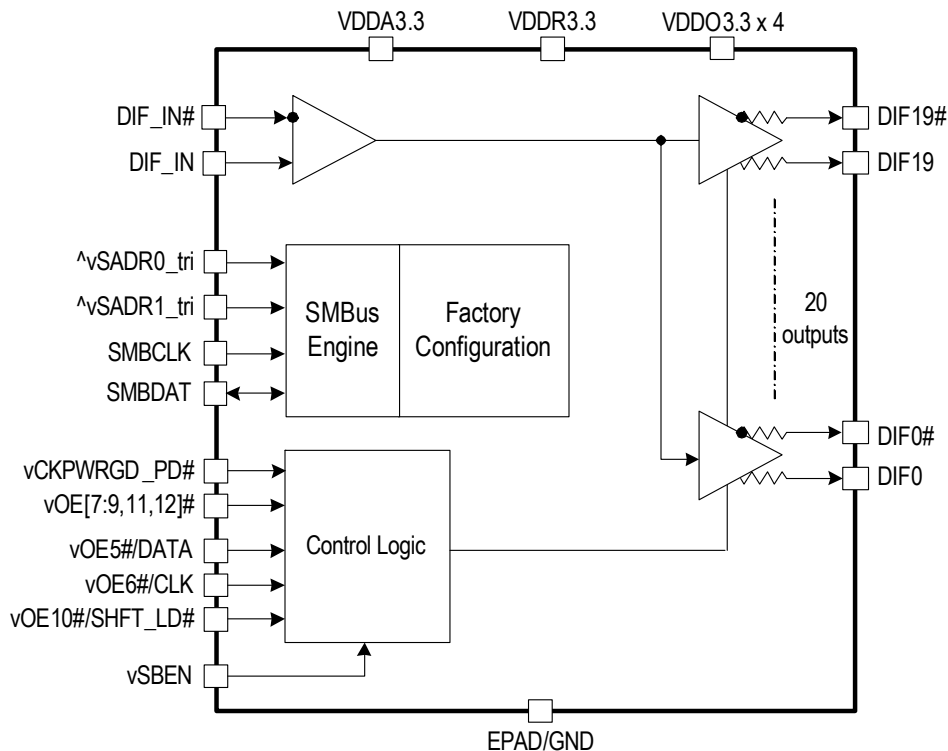 VDDA3.3
VDDR3.3
VDDO3.3 x 4
DIF_IN#
DIF_IN
DIF19#
DIF19
^vSADR0_tri
^vSADR1_tri
SMBCLK
SMBDAT
SMBus
Engine
Factory
Configuration
20
outputs
vCKPWRGD_PD#
vOE[7:9,11,12]#
vOE5#/DATA
vOE6#/CLK
vOE10#/SHFT_LD#
vSBEN
Control Logic
DIF0#
DIF0
EPAD/GND